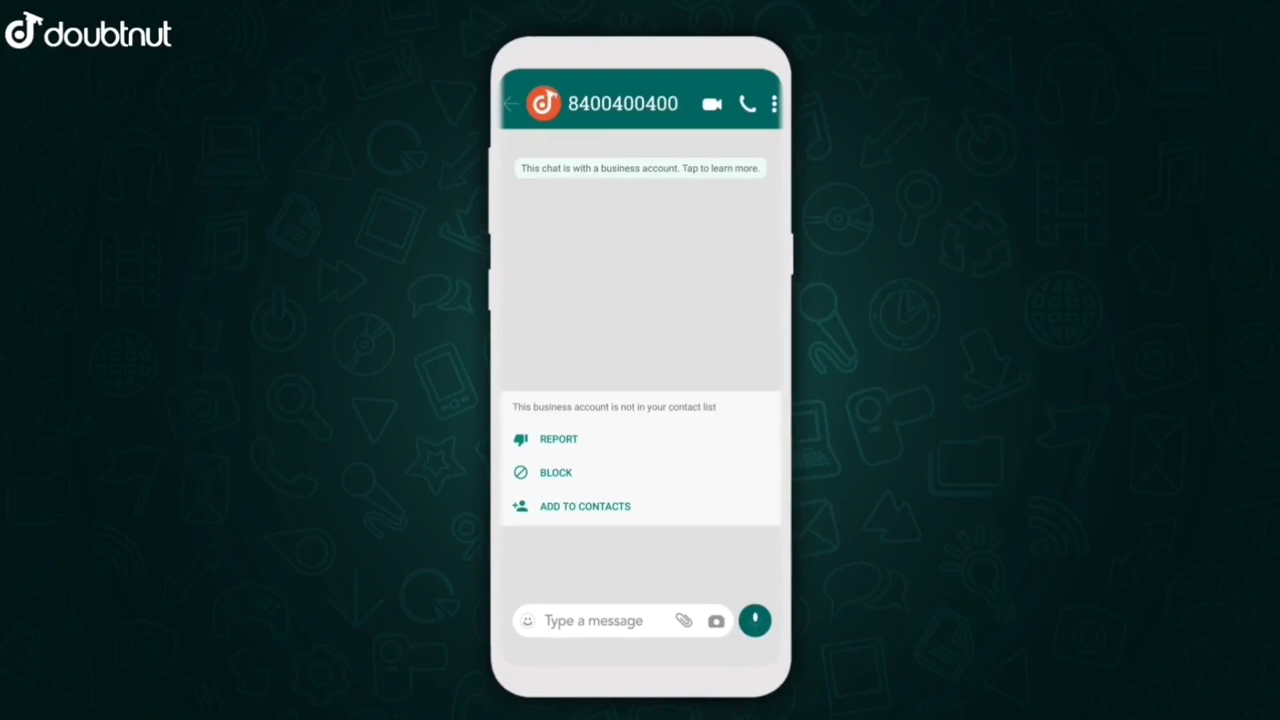 doubtnut
8400400400
This chat is with a business account. Tap to learn more.
This business account is not in your contact list
REPORT
BLOCK
ADD TO CONTACTS
Type a message